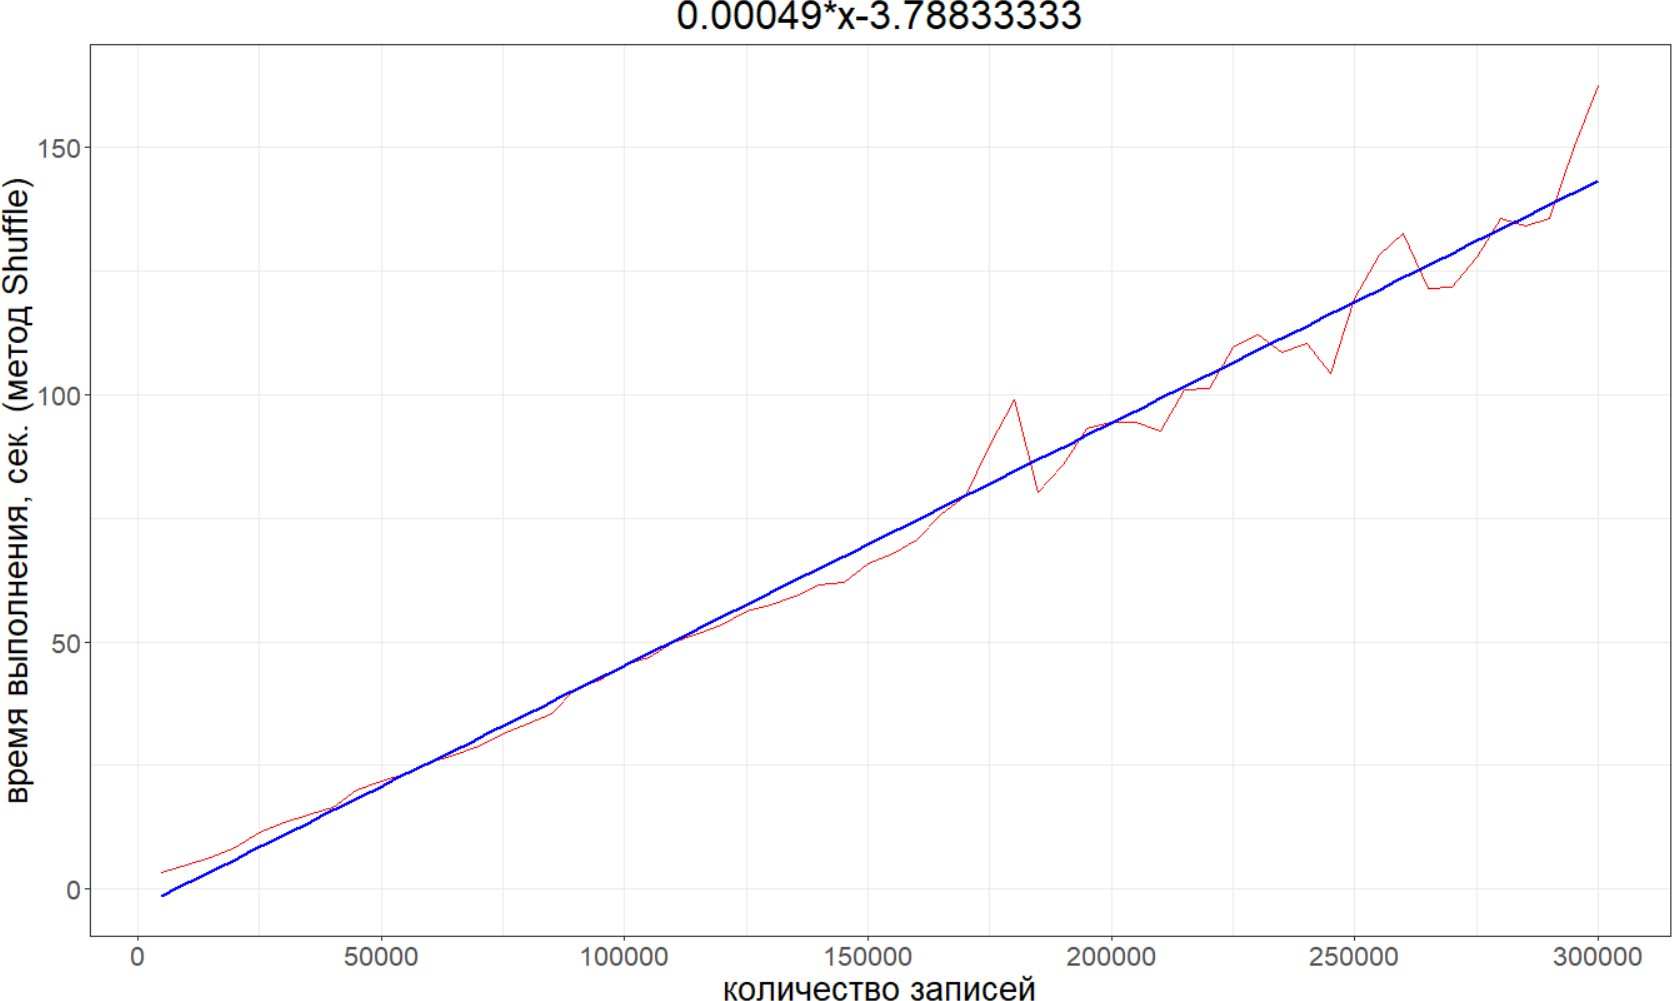 0.00049*x-3.78833333
время выполнения, сек. (метод Shuffle)
150
100
50
0
0 50000 100000 150000 200000 250000 300000
количество записей